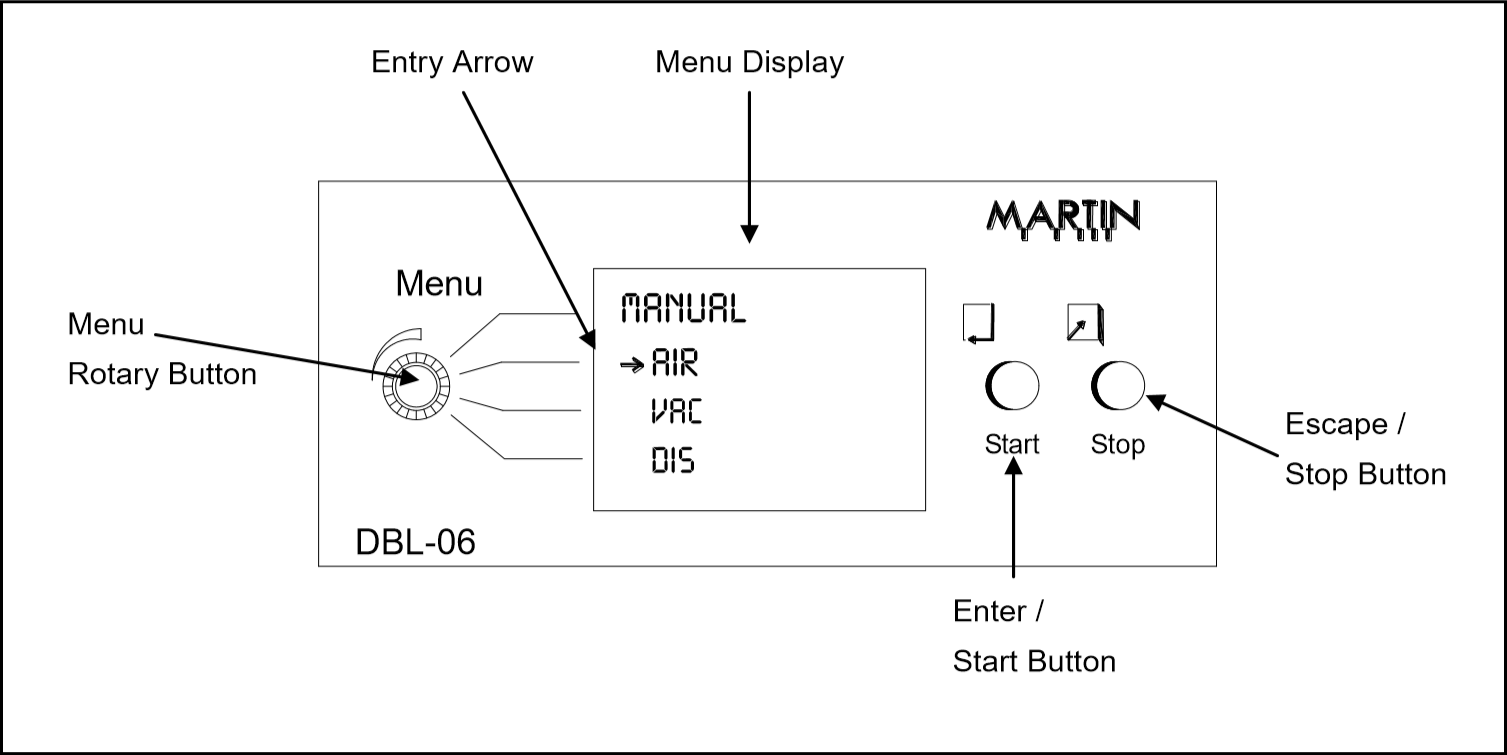 Entry Arrow
Menu Display
MARTIN
Menu
MANUAL
→AIR
VAC
DIS
Menu
Rotary Button
Start
Stop
Escape /
Stop Button
DBL-06
Enter /
Start Button